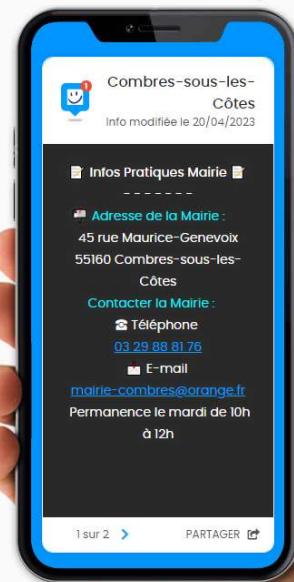 1
Combres-sous-les-
Côtes
Info modifiée le 20/04/2023
Infos Pratiques Mairie
- - - - - - -
Adresse de la Mairie :
45 rue Maurice-Genevoix
55160 Combres-sous-les-
Côtes
Contacter la Mairie :
Téléphone
03 29 88 81 76
E-mail
mairie-combres@orange.fr
Permanence le mardi de 10h
à 12h
1 sur 2
PARTAGER